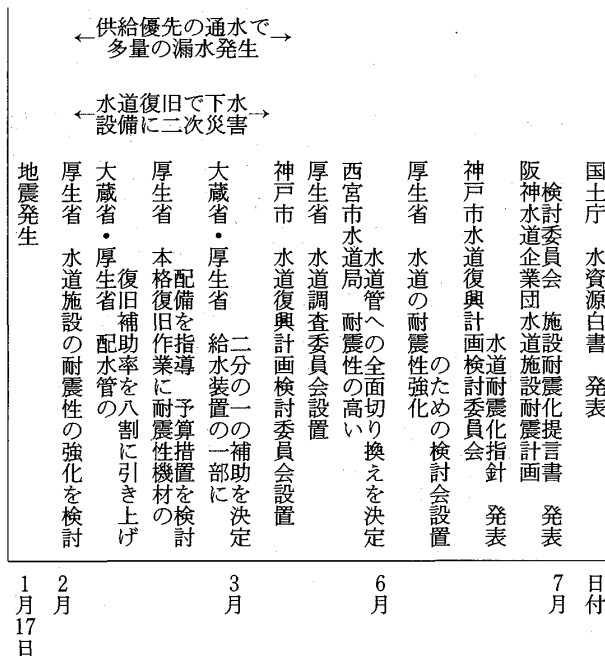 ←供給優先の通水で→
多量の漏水発生
←水道復旧で下水→
設備に二次災害
国土庁　水資源白書　発表
検討委員会　施設耐震化提言書　発表
阪神水道企業団水道施設耐震計画
水道耐震化指針　発表
神戸市水道復興計画検討委員会
のための検討会設置
厚生省　水道の耐震性強化
水道管への全面切り換えを決定
西宮市水道局　耐震性の高い
厚生省　水道調査委員会設置
神戸市　水道復興計画検討委員会設置
二分の一の補助を決定
大蔵省・厚生省　給水装置の一部に
配備を指導　予算措置を検討
厚生省　本格復旧作業に耐震性機材の
復旧補助率を八割に引き上げ
大蔵省・厚生省　配水管の
厚生省　水道施設の耐震性の強化を検討
地震発生
日付
7月
6月
3月
2月
1月17日